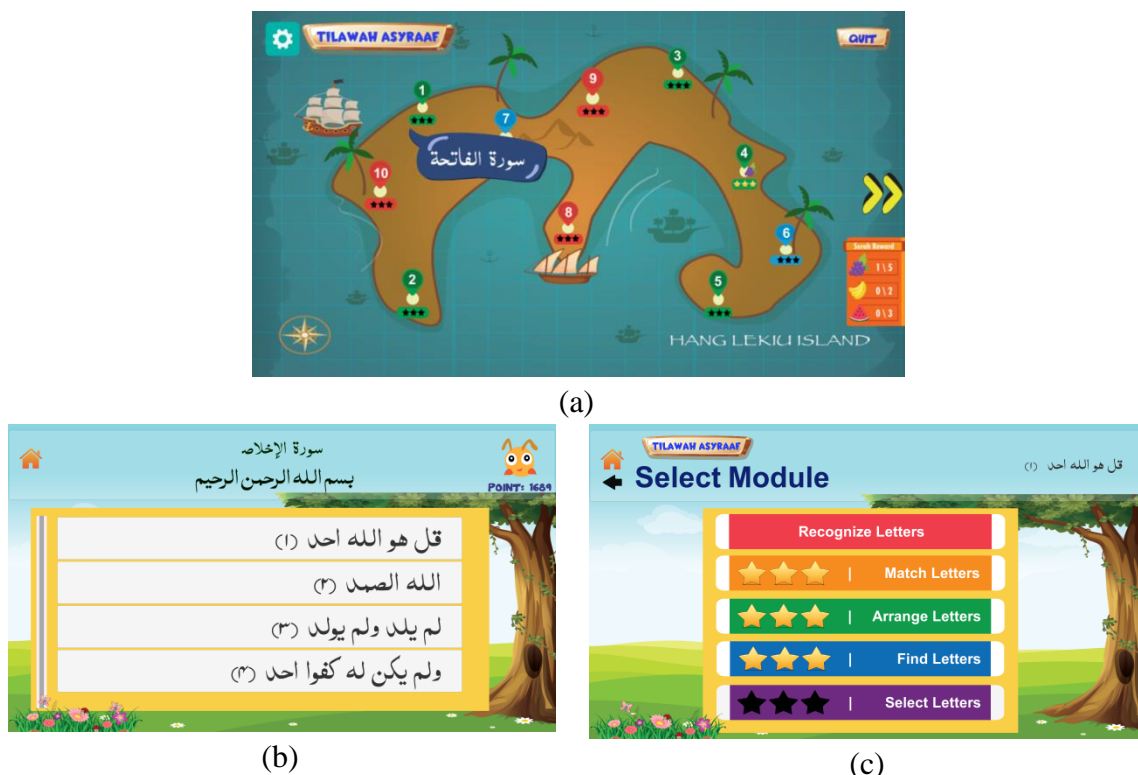 TILAWAH ASYRAAF
QUIT
3
9
1
7
سورة الفاتحة
4
10
8
6
Surah Reward
1\5
2
5
0\2
0\3
HANG LEKIU ISLAND
(a)
سورة الإخلاص
بسم الله الرحمن الرحيم
POINT: 1689
قل هو الله احد (١)
الله الصمد (٢)
لم يلد ولم يولد (٣)
ولم يكن له كفوا احد (۴)
(b)
TILAWAH ASYRAAF
Select Module
قل هو الله احد (١)
Recognize Letters
| Match Letters
| Arrange Letters
| Find Letters
| Select Letters
(c)